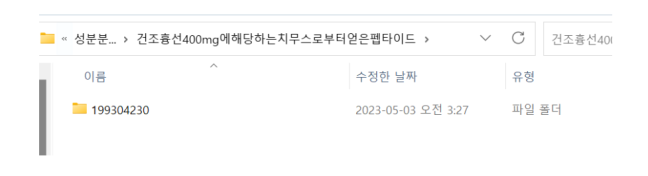 « 성분분... › 건조흉선400mg에해당하는치무스로부터얻은펩타이드 › 건조흉선400
이름 수정한 날짜 유형
199304230 2023-05-03 오전 3:27 파일 폴더